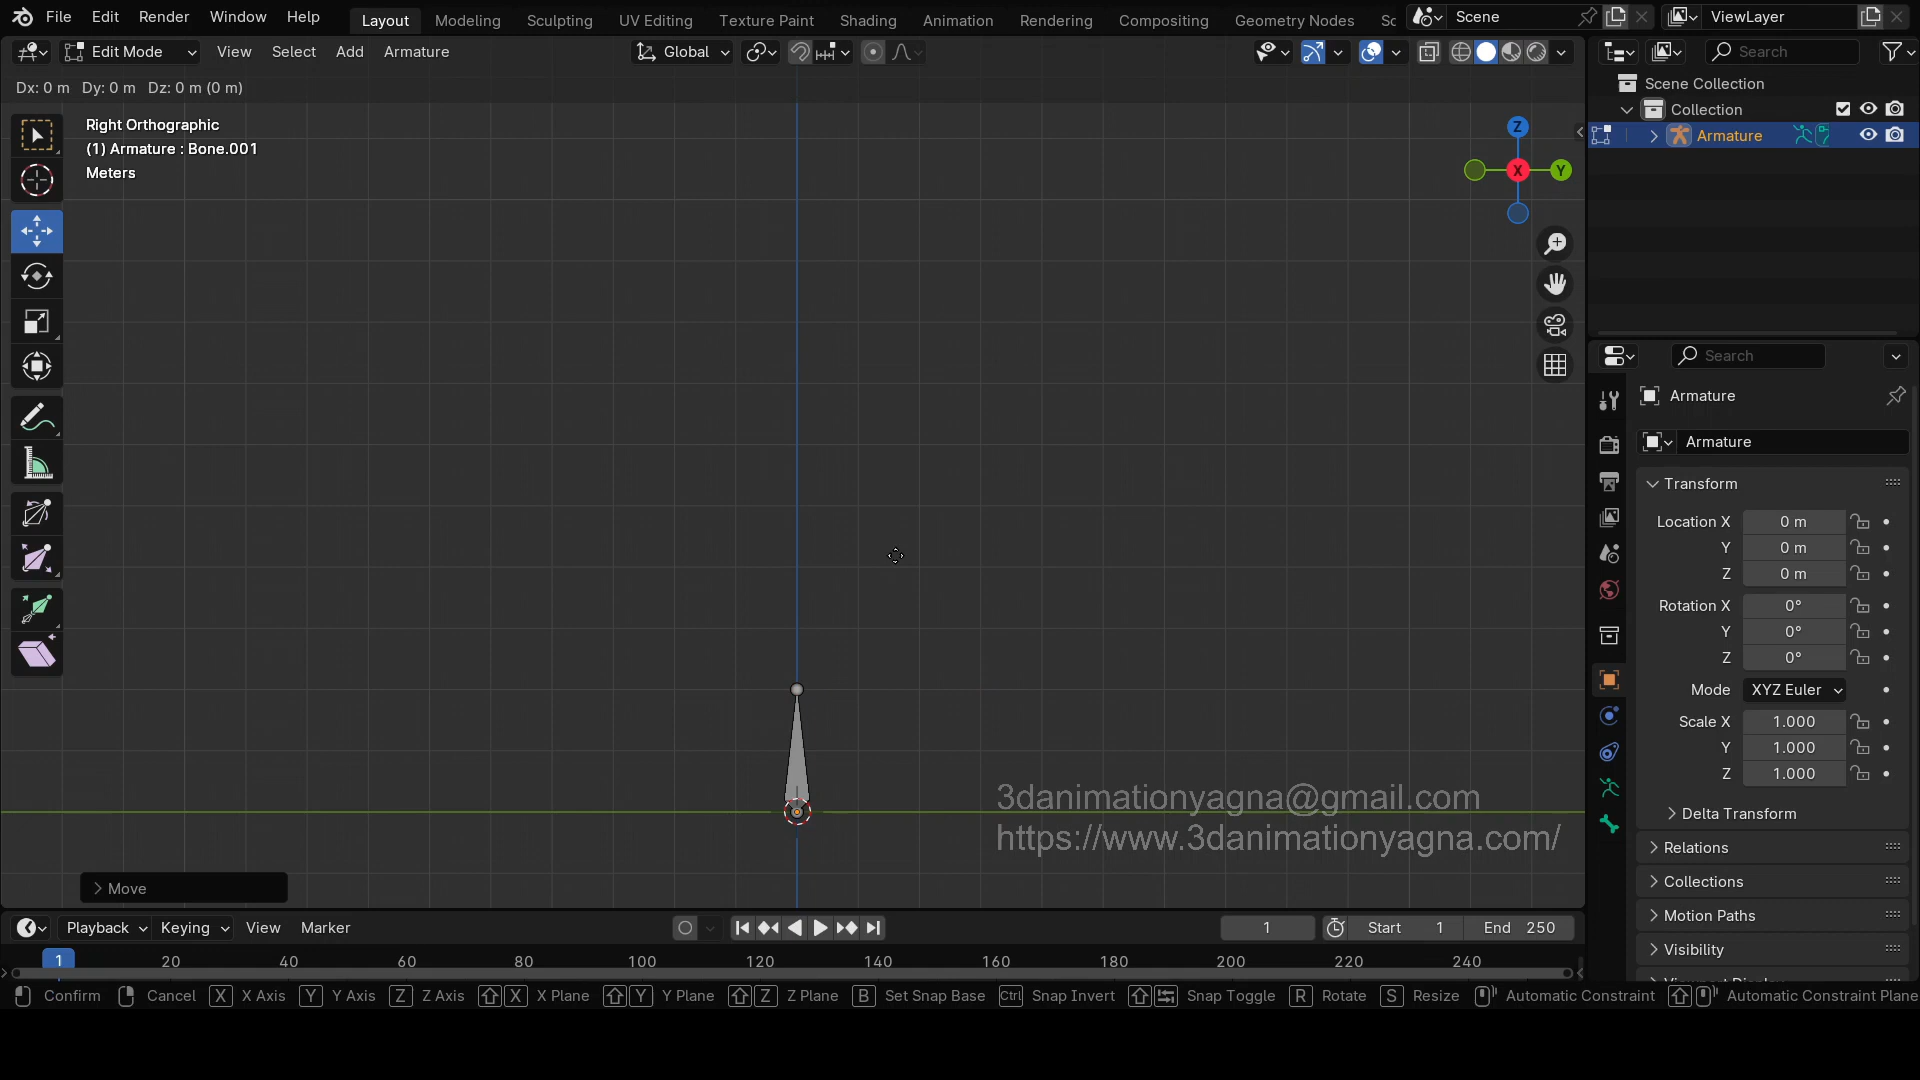 File Edit Render Window Help Layout Modeling Sculpting UV Editing Texture Paint Shading Animation Rendering Compositing Geometry Nodes Sc Scene ViewLayer
Edit Mode View Select Add Armature Global Search
Dx: 0 m Dy: 0 m Dz: 0 m (0 m)
Right Orthographic
(1) Armature : Bone.001
Meters
Z
X
Y
Scene Collection
Collection
Armature
Search
Armature
Armature
Transform
Location X 0 m
Y 0 m
Z 0 m
Rotation X 0°
Y 0°
Z 0°
Mode XYZ Euler
Scale X 1.000
Y 1.000
Z 1.000
Delta Transform
Relations
Collections
Motion Paths
Visibility
3danimationyagna@gmail.com
https://www.3danimationyagna.com/
Move
Playback Keying View Marker 1 Start 1 End 250
1 20 40 60 80 100 120 140 160 180 200 220 240
Confirm Cancel X X Axis Y Y Axis Z Z Axis X X Plane Y Y Plane Z Z Plane B Set Snap Base Ctrl Snap Invert Snap Toggle R Rotate S Resize Automatic Constraint Automatic Constraint Plane